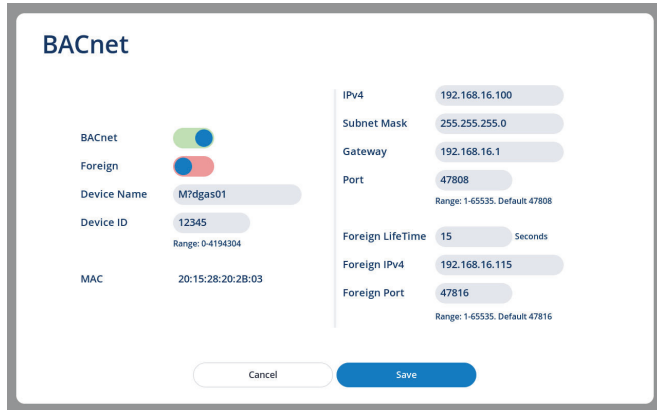 BACnet
BACnet
Foreign
Device Name M?dgas01
Device ID 12345
Range: 0-4194304
MAC 20:15:28:20:2B:03
IPv4 192.168.16.100
Subnet Mask 255.255.255.0
Gateway 192.168.16.1
Port 47808
Range: 1-65535. Default 47808
Foreign LifeTime 15 Seconds
Foreign IPv4 192.168.16.115
Foreign Port 47816
Range: 1-65535. Default 47816
Cancel Save